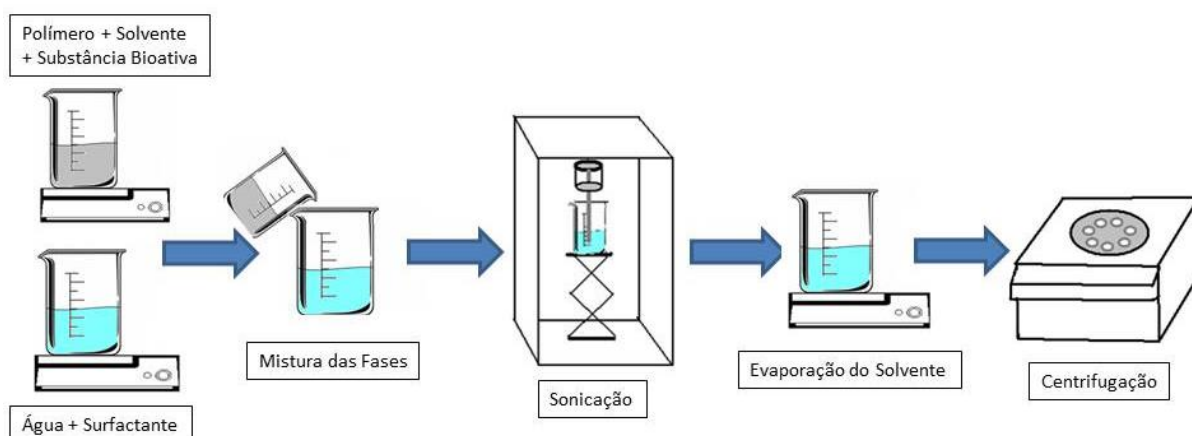 Polímero + Solvente
+ Substância Bioativa
Água + Surfactante
Mistura das Fases
Sonicação
Evaporação do Solvente
Centrifugação